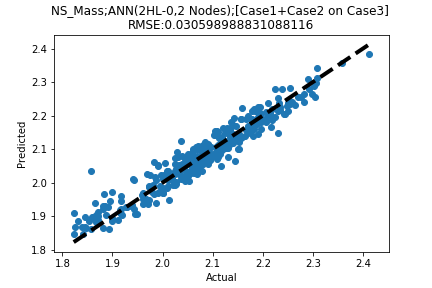 NS_Mass;ANN(2HL-0,2 Nodes);[Case1+Case2 on Case3]
RMSE:0.030598988831088116
2.4
2.3
2.2
2.1
2.0
1.9
1.8
Predicted
1.8 1.9 2.0 2.1 2.2 2.3 2.4
Actual